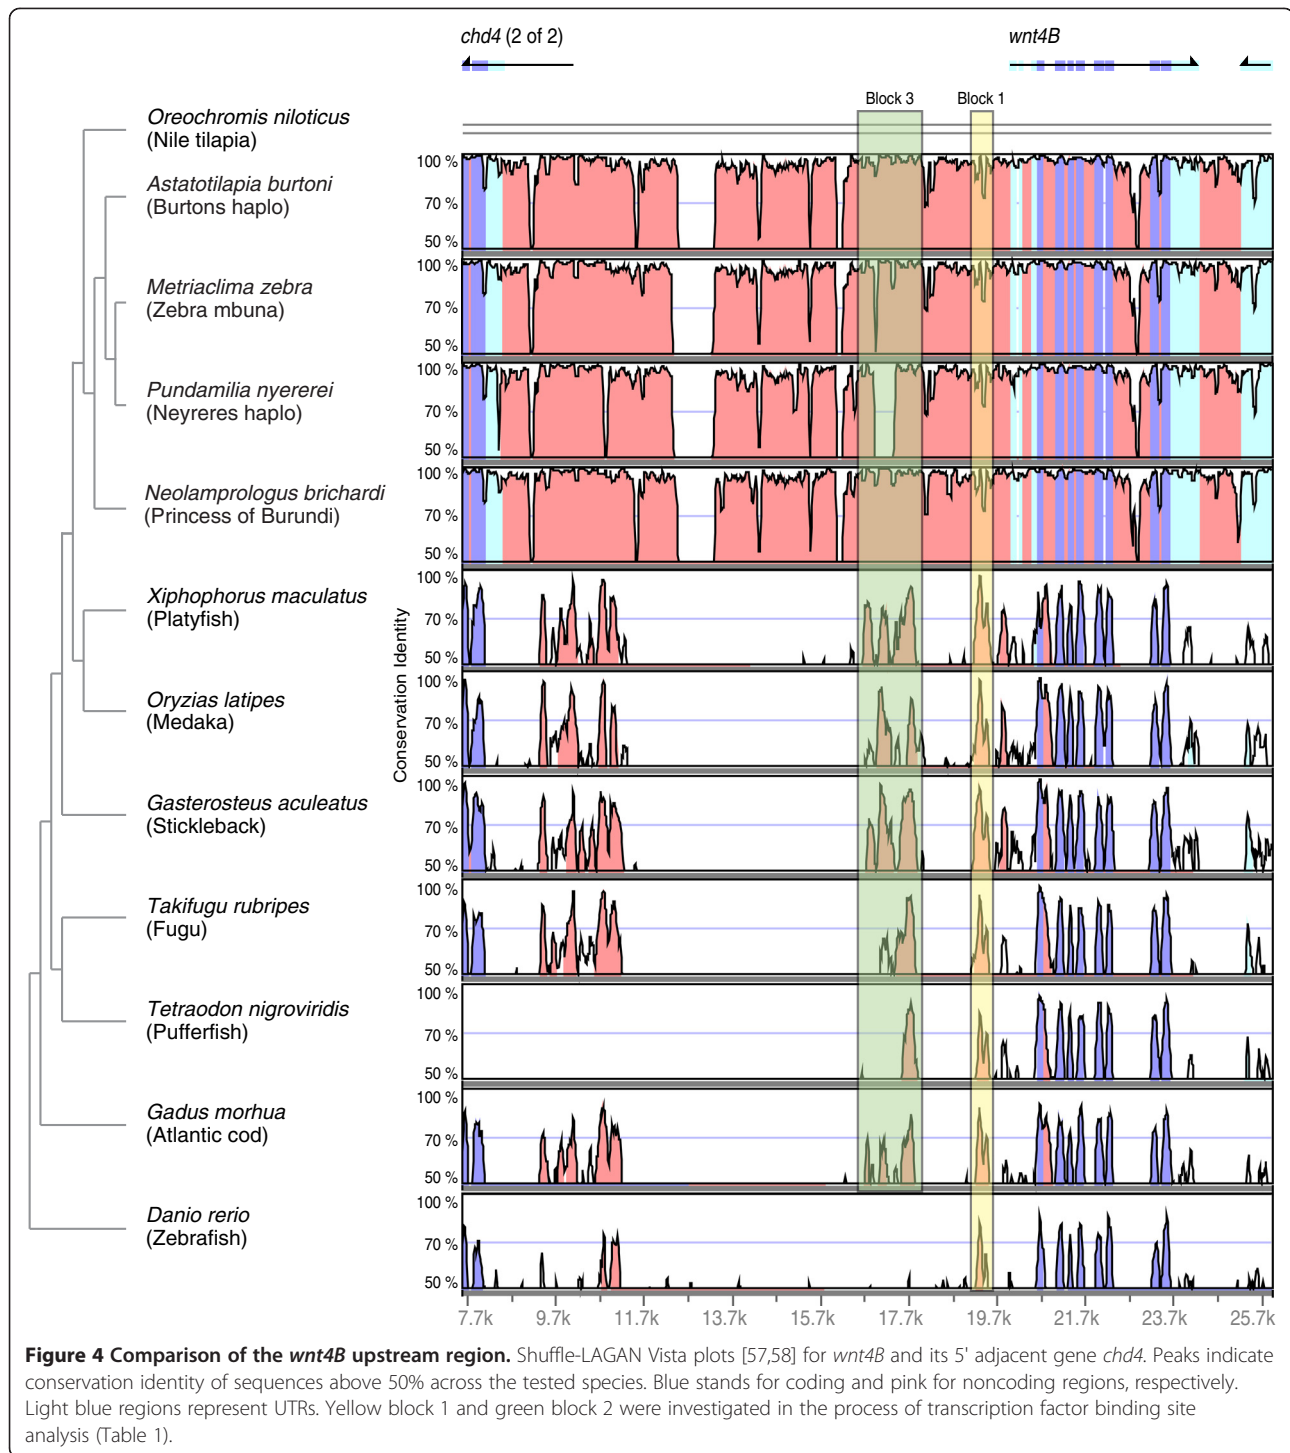 chd4 (2 of 2)
wnt4B
Block 3
Block 1
Oreochromis niloticus
(Nile tilapia)
100 %
70 %
50 %
Astatotilapia burtoni
(Burtons haplo)
100 %
70 %
50 %
Metriaclima zebra
(Zebra mbuna)
100 %
70 %
50 %
Pundamilia nyererei
(Neyreres haplo)
100 %
70 %
50 %
Neolamprologus brichardi
(Princess of Burundi)
100 %
70 %
50 %
Xiphophorus maculatus
(Platyfish)
Conservation Identity
100 %
70 %
50 %
Oryzias latipes
(Medaka)
100 %
70 %
50 %
Gasterosteus aculeatus
(Stickleback)
100 %
70 %
50 %
Takifugu rubripes
(Fugu)
100 %
70 %
50 %
Tetraodon nigroviridis
(Pufferfish)
100 %
70 %
50 %
Gadus morhua
(Atlantic cod)
100 %
70 %
50 %
Danio rerio
(Zebrafish)
7.7k 9.7k 11.7k 13.7k 15.7k 17.7k 19.7k 21.7k 23.7k 25.7k
Figure 4 Comparison of the wnt4B upstream region. Shuffle-LAGAN Vista plots [57,58] for wnt4B and its 5' adjacent gene chd4. Peaks indicate
conservation identity of sequences above 50% across the tested species. Blue stands for coding and pink for noncoding regions, respectively.
Light blue regions represent UTRs. Yellow block 1 and green block 2 were investigated in the process of transcription factor binding site
analysis (Table 1).